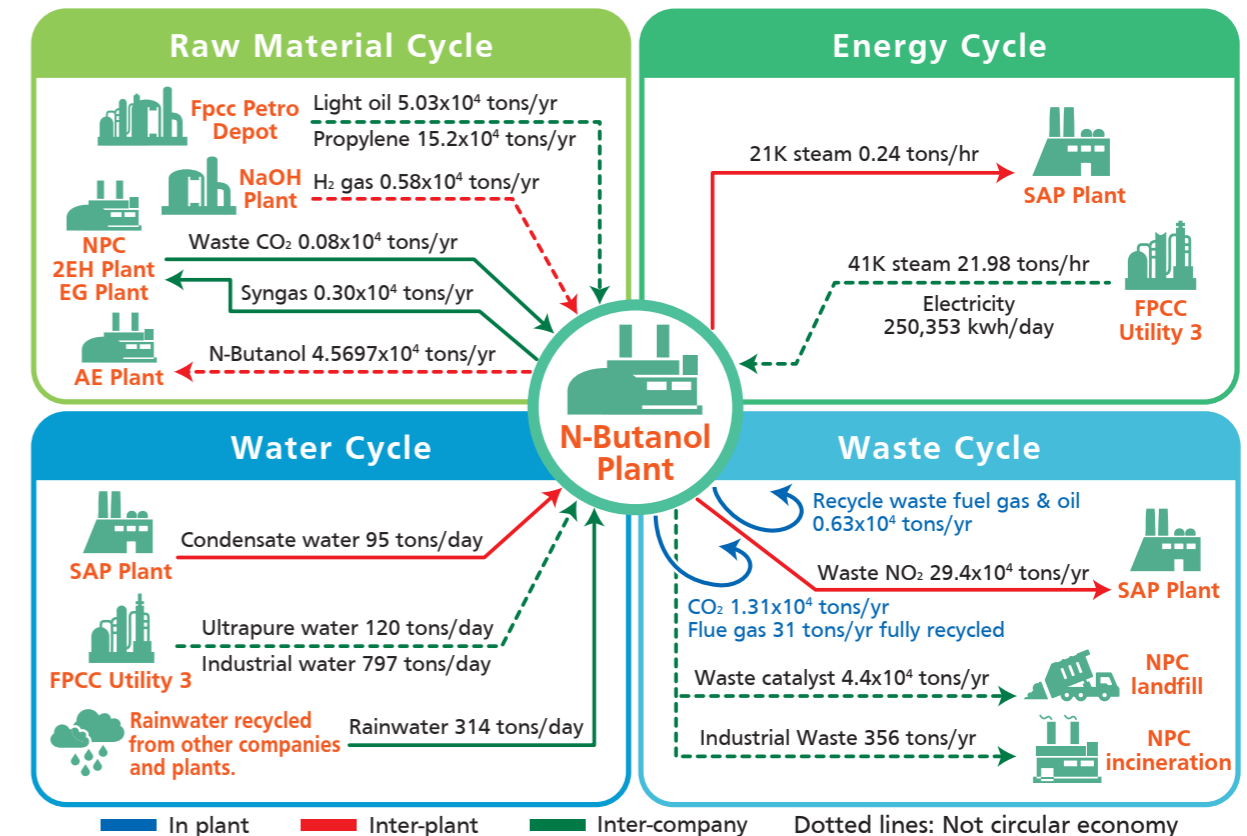 Raw Material Cycle
Fpcc Petro
Depot
Light oil 5.03x10⁴ tons/yr
Propylene 15.2x10⁴ tons/yr
NaOH
Plant
H₂ gas 0.58x10⁴ tons/yr
NPC
2EH Plant
EG Plant
Waste CO₂ 0.08x10⁴ tons/yr
Syngas 0.30x10⁴ tons/yr
N-Butanol 4.5697x10⁴ tons/yr
AE Plant
Energy Cycle
21K steam 0.24 tons/hr
SAP Plant
41K steam 21.98 tons/hr
Electricity
250,353 kwh/day
FPCC
Utility 3
N-Butanol
Plant
Water Cycle
SAP Plant
Condensate water 95 tons/day
Ultrapure water 120 tons/day
Industrial water 797 tons/day
FPCC Utility 3
Rainwater recycled
from other companies
and plants.
Rainwater 314 tons/day
Waste Cycle
Recycle waste fuel gas & oil
0.63x10⁴ tons/yr
Waste NO₂ 29.4x10⁴ tons/yr
SAP Plant
CO₂ 1.31x10⁴ tons/yr
Flue gas 31 tons/yr fully recycled
Waste catalyst 4.4x10⁴ tons/yr
NPC
landfill
Industrial Waste 356 tons/yr
NPC
incineration
In plant
Inter-plant
Inter-company
Dotted lines: Not circular economy